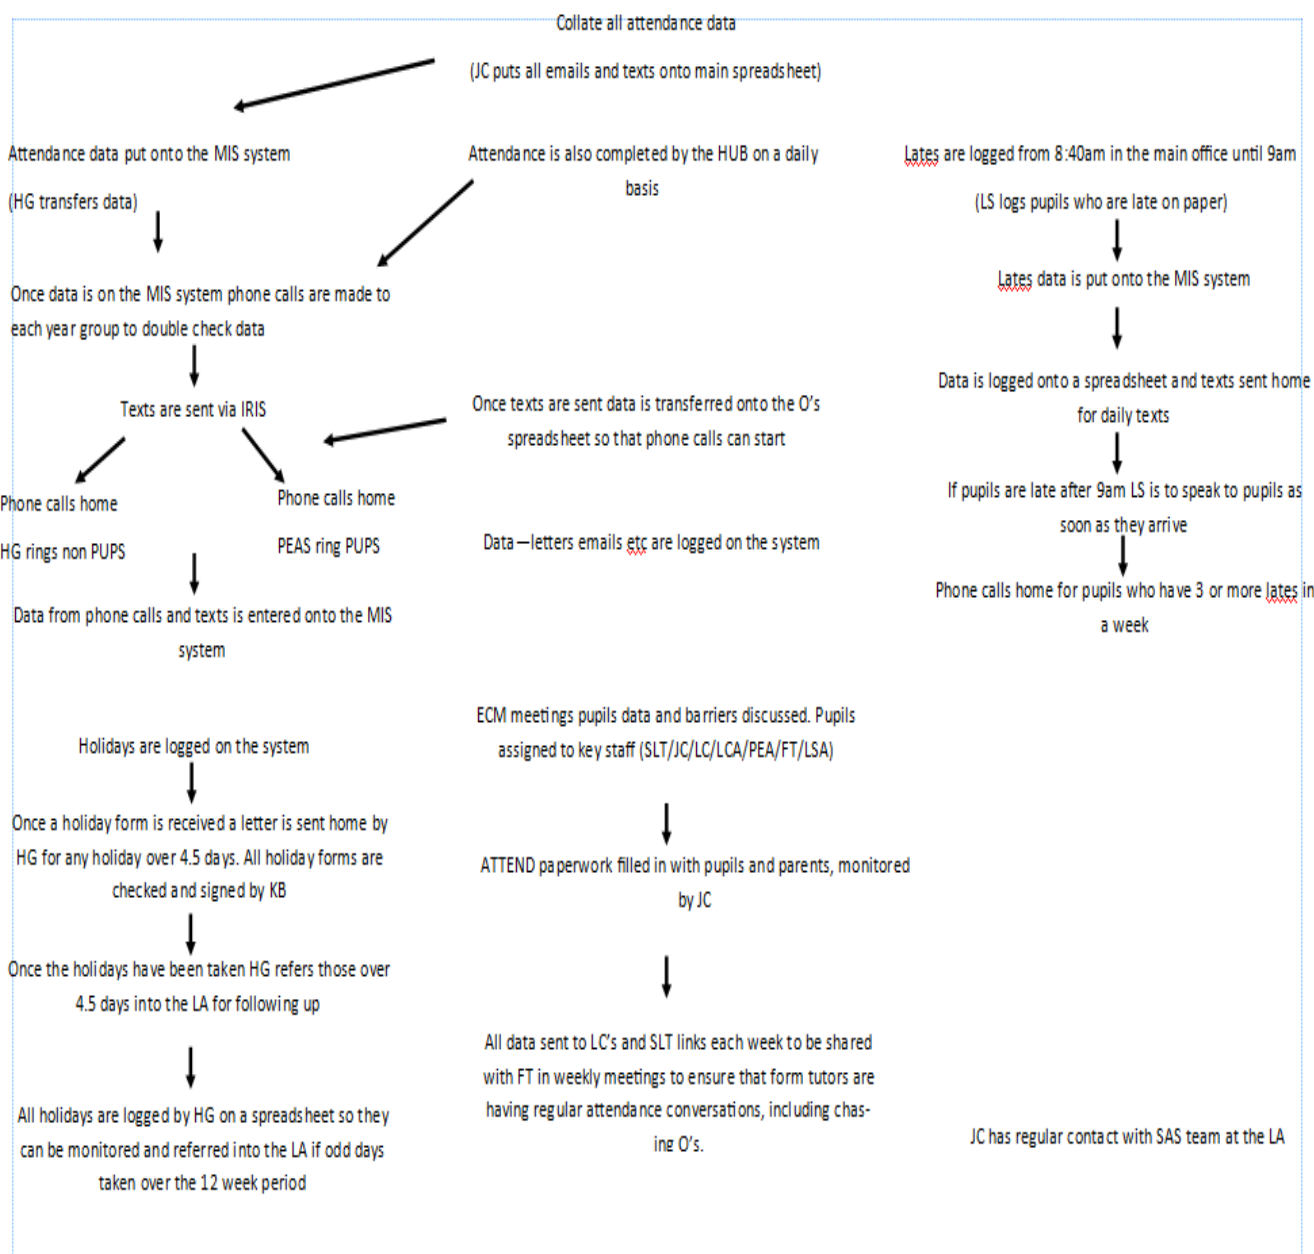 Collate all attendance data
(JC puts all emails and texts onto main spreadsheet)
Attendance data put onto the MIS system
(HG transfers data)
Attendance is also completed by the HUB on a daily
basis
Lates are logged from 8:40am in the main office until 9am
(LS logs pupils who are late on paper)
Lates data is put onto the MIS system
Once data is on the MIS system phone calls are made to
each year group to double check data
Data is logged onto a spreadsheet and texts sent home
for daily texts
Texts are sent via IRIS
Once texts are sent data is transferred onto the O's
spreadsheet so that phone calls can start
If pupils are late after 9am LS is to speak to pupils as
soon as they arrive
Phone calls home
HG rings non PUPS
Phone calls home
PEAS ring PUPS
Data—letters emails etc are logged on the system
Phone calls home for pupils who have 3 or more lates in
a week
Data from phone calls and texts is entered onto the MIS
system
ECM meetings pupils data and barriers discussed. Pupils
assigned to key staff (SLT/JC/LC/LCA/PEA/FT/LSA)
Holidays are logged on the system
Once a holiday form is received a letter is sent home by
HG for any holiday over 4.5 days. All holiday forms are
checked and signed by KB
ATTEND paperwork filled in with pupils and parents, monitored
by JC
Once the holidays have been taken HG refers those over
4.5 days into the LA for following up
All data sent to LC's and SLT links each week to be shared
with FT in weekly meetings to ensure that form tutors are
having regular attendance conversations, including chas-
ing O's.
All holidays are logged by HG on a spreadsheet so they
can be monitored and referred into the LA if odd days
taken over the 12 week period
JC has regular contact with SAS team at the LA